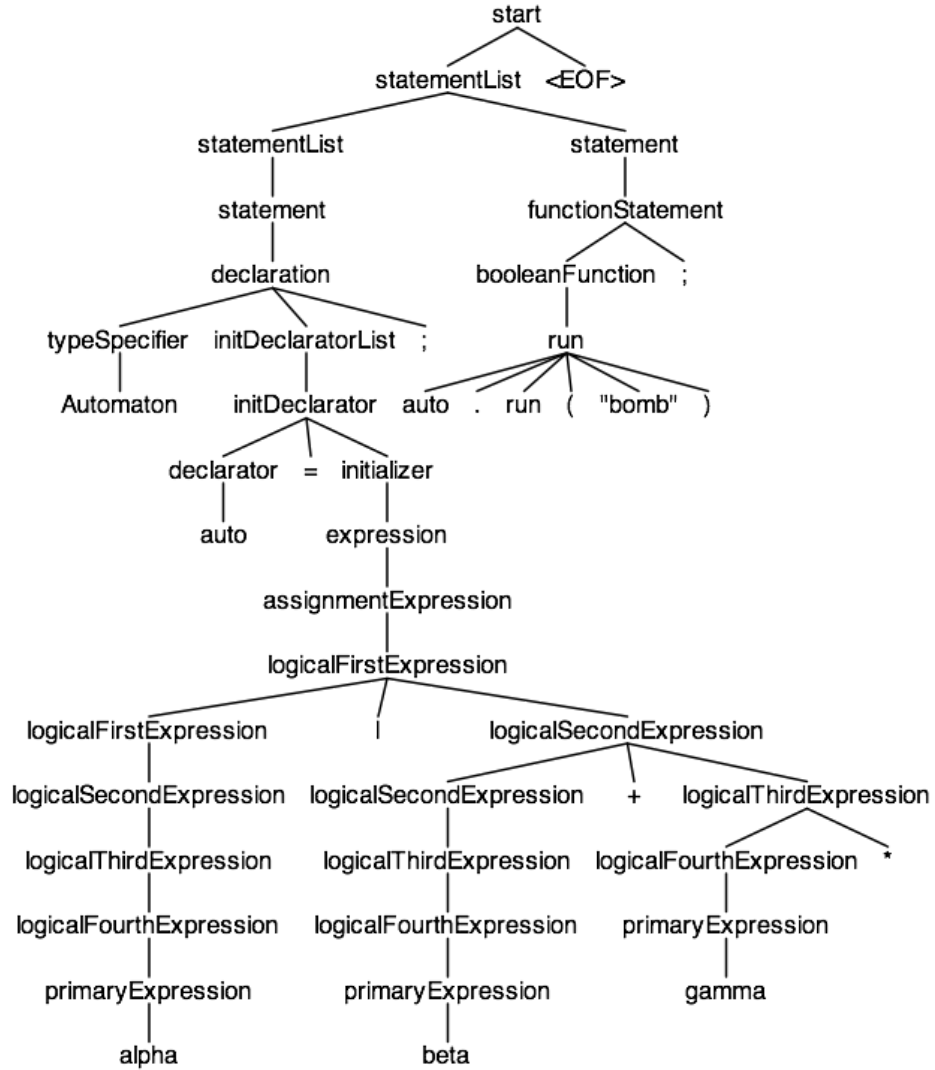 start
statementList <EOF>
statementList statement
statement functionStatement
declaration booleanFunction ;
typeSpecifier initDeclaratorList ; run
Automaton initDeclarator auto . run ( "bomb" )
declarator = initializer
auto expression
assignmentExpression
logicalFirstExpression
logicalFirstExpression | logicalSecondExpression
logicalSecondExpression logicalSecondExpression + logicalThirdExpression
logicalThirdExpression logicalThirdExpression logicalFourthExpression *
logicalFourthExpression logicalFourthExpression primaryExpression
primaryExpression primaryExpression gamma
alpha beta